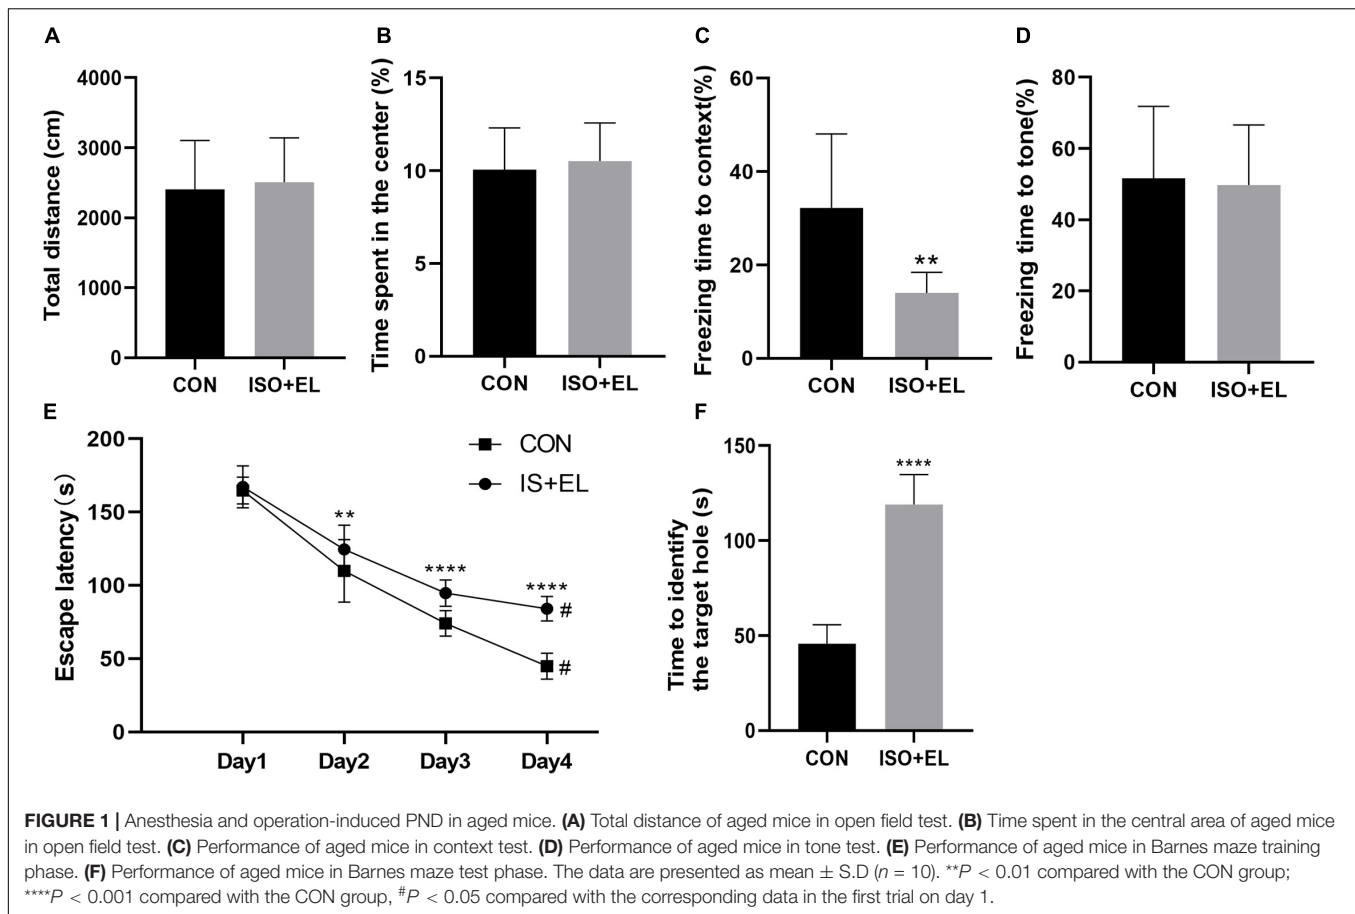 A
B
C
D
Total distance (cm)
4000
3000
2000
1000
0
CON
ISO+EL
Time spent in the center (%)
15
10
5
0
CON
ISO+EL
Freezing time to context(%)
60
40
20
0
**
CON
ISO+EL
Freezing time to tone(%)
80
60
40
20
0
CON
ISO+EL
E
F
Escape latency(s)
200
150
100
50
0
CON
IS+EL
**
****
****
#
#
Day1
Day2
Day3
Day4
Time to identify
the target hole (s)
150
100
50
0
****
CON
ISO+EL
FIGURE 1 | Anesthesia and operation-induced PND in aged mice. (A) Total distance of aged mice in open field test. (B) Time spent in the central area of aged mice
in open field test. (C) Performance of aged mice in context test. (D) Performance of aged mice in tone test. (E) Performance of aged mice in Barnes maze training
phase. (F) Performance of aged mice in Barnes maze test phase. The data are presented as mean ± S.D (n = 10). **P < 0.01 compared with the CON group;
****P < 0.001 compared with the CON group, #P < 0.05 compared with the corresponding data in the first trial on day 1.